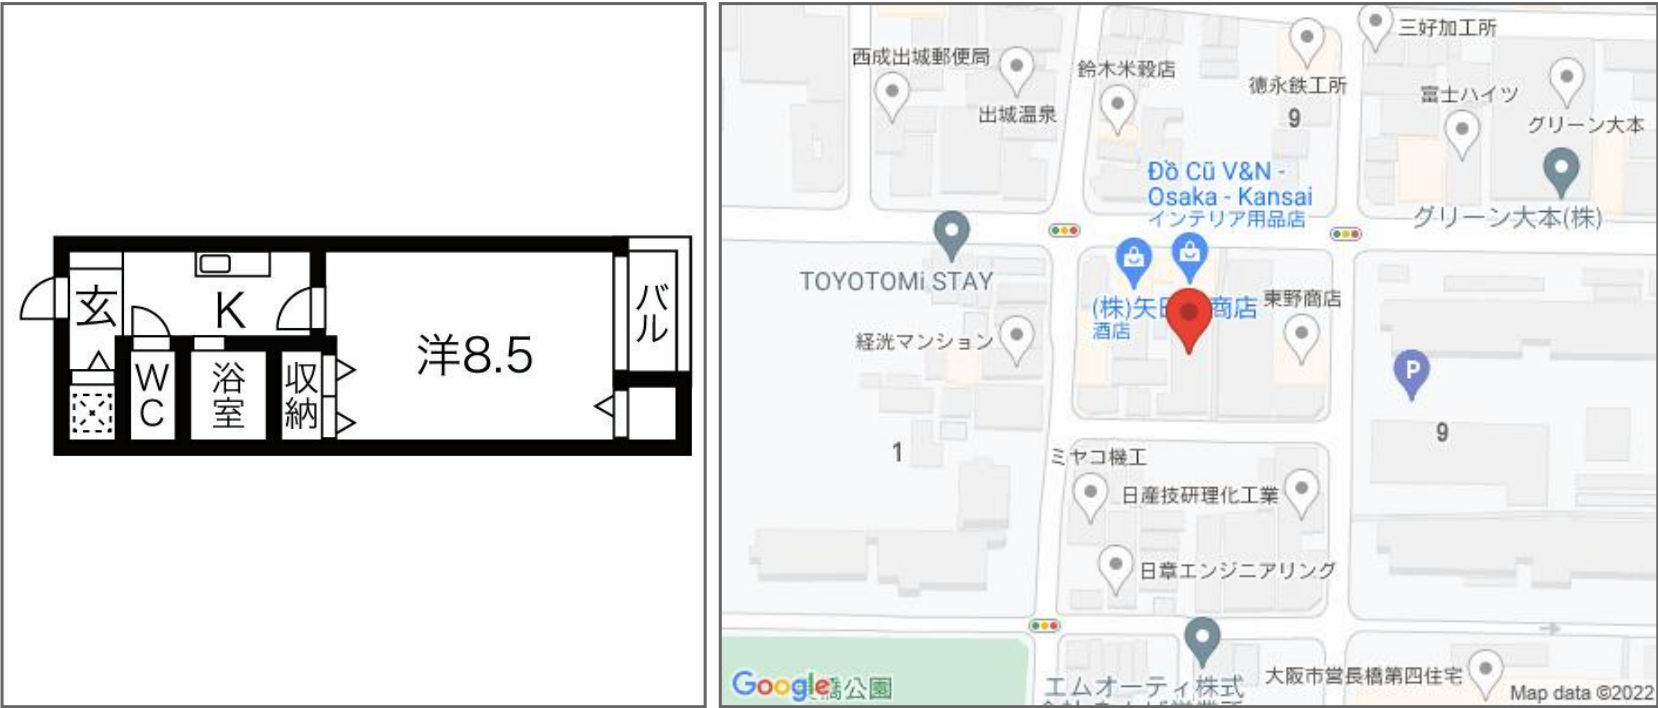 玄
K
WC
浴室
収納
洋8.5
バル
西成出城郵便局
出城温泉
鈴木米穀店
徳永鉄工所
9
三好加工所
富士ハイツ
グリーン大本
グリーン大本(株)
Đồ Cũ V&N -
Osaka - Kansai
インテリア用品店
TOYOTOMi STAY
(株)矢
商店
酒店
東野商店
経洸マンション
P
9
1
ミヤコ機工
日産技研理化工業
日章エンジニアリング
エムオーティ株式
大阪市営長橋第四住宅
Google
橋公園
Map data ©2022